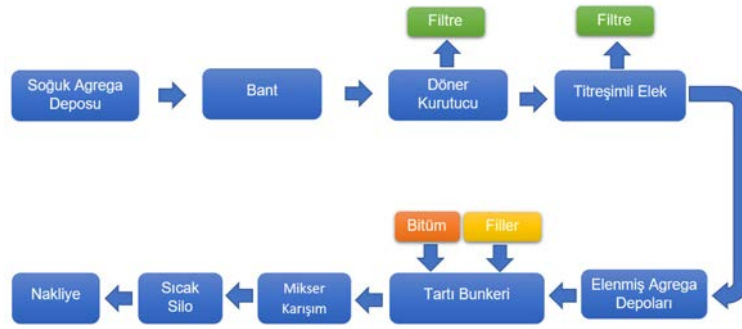 Filtre
Filtre
Soğuk Agrega
Deposu
Bant
Döner
Kurutucu
Titreşimli Elek
Bitüm
Filler
Nakliye
Sıcak
Silo
Mikser
Karışım
Tartı Bunkeri
Elenmiş Agrega
Depoları